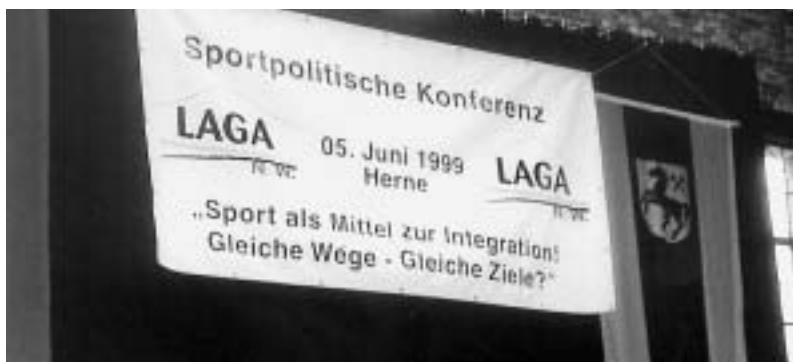 Sportpolitische Konferenz
LAGA N.W.
05. Juni 1999
Herne
LAGA N.W.
„Sport als Mittel zur Integration!
Gleiche Wege - Gleiche Ziele?“